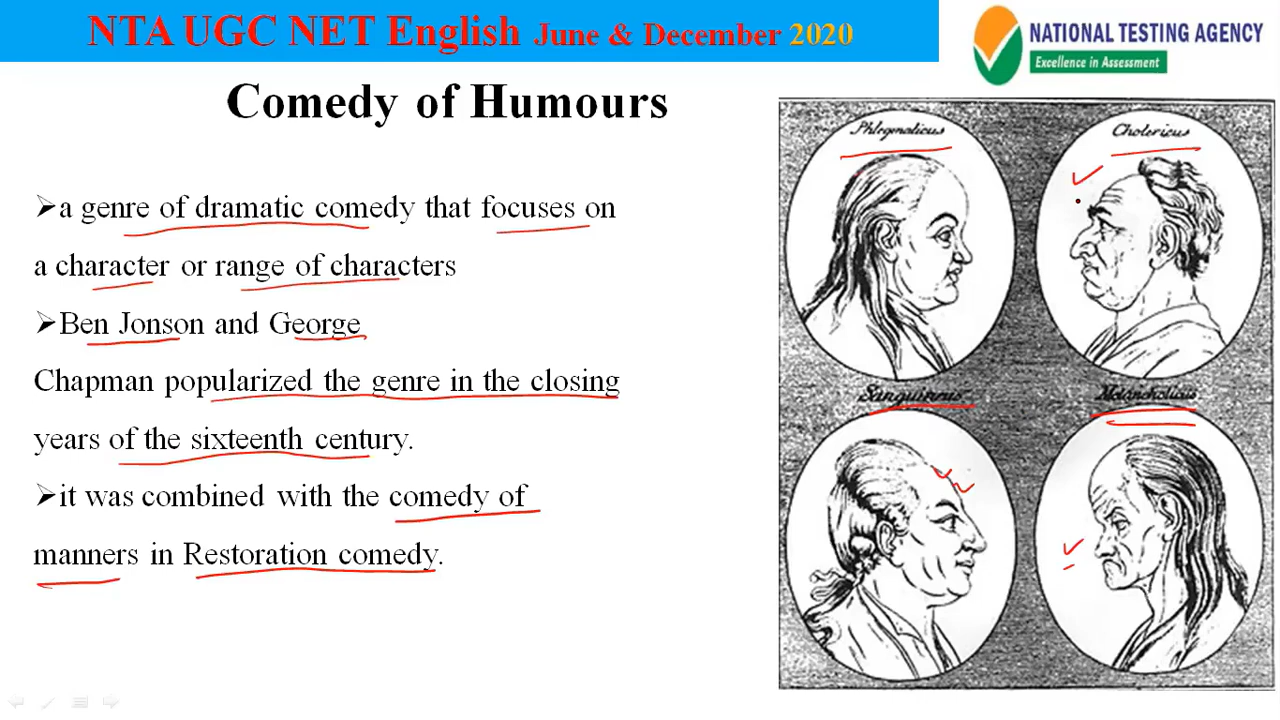 NTA UGC NET English June & December 2020
NATIONAL TESTING AGENCY
Excellence in Assessment
Comedy of Humours
➢a genre of dramatic comedy that focuses on
a character or range of characters
➢Ben Jonson and George
Chapman popularized the genre in the closing
years of the sixteenth century.
➢it was combined with the comedy of
manners in Restoration comedy.
Phlegmaticus
Cholericus
Sanguineus
Melancholicus